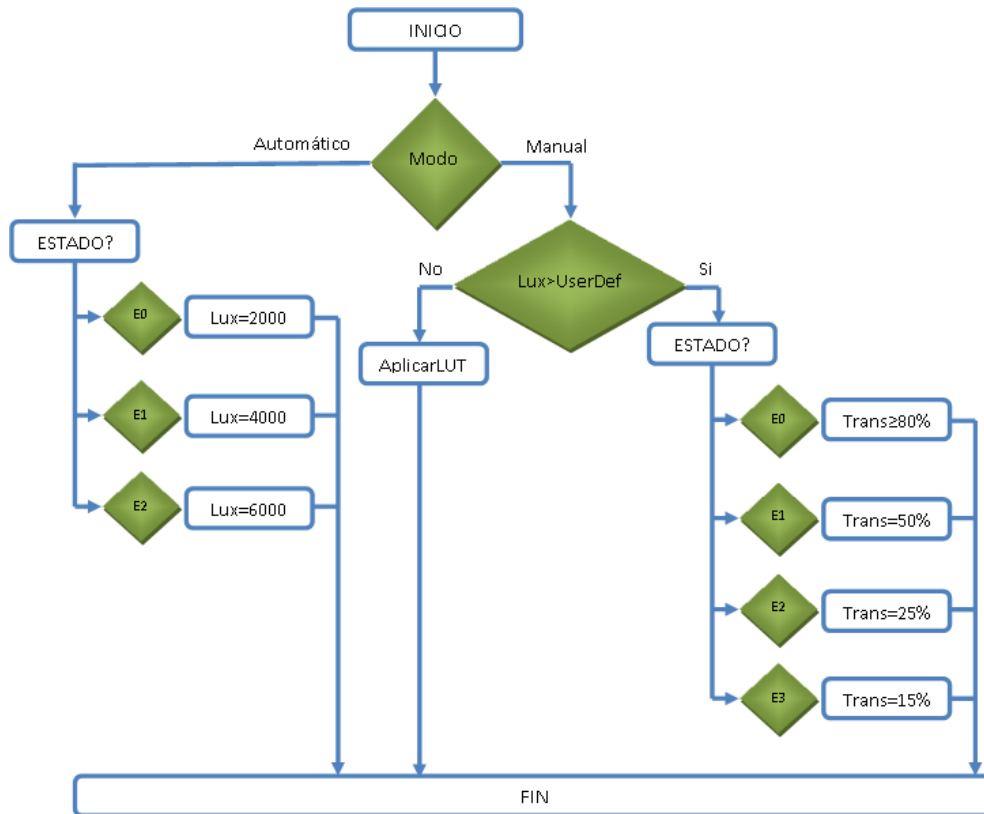 INICIO
Automático
Modo
Manual
ESTADO?
No
Lux>UserDef
Si
E0
Lux=2000
AplicarLUT
ESTADO?
E1
Lux=4000
E0
Trans≥80%
E2
Lux=6000
E1
Trans=50%
E2
Trans=25%
E3
Trans=15%
FIN